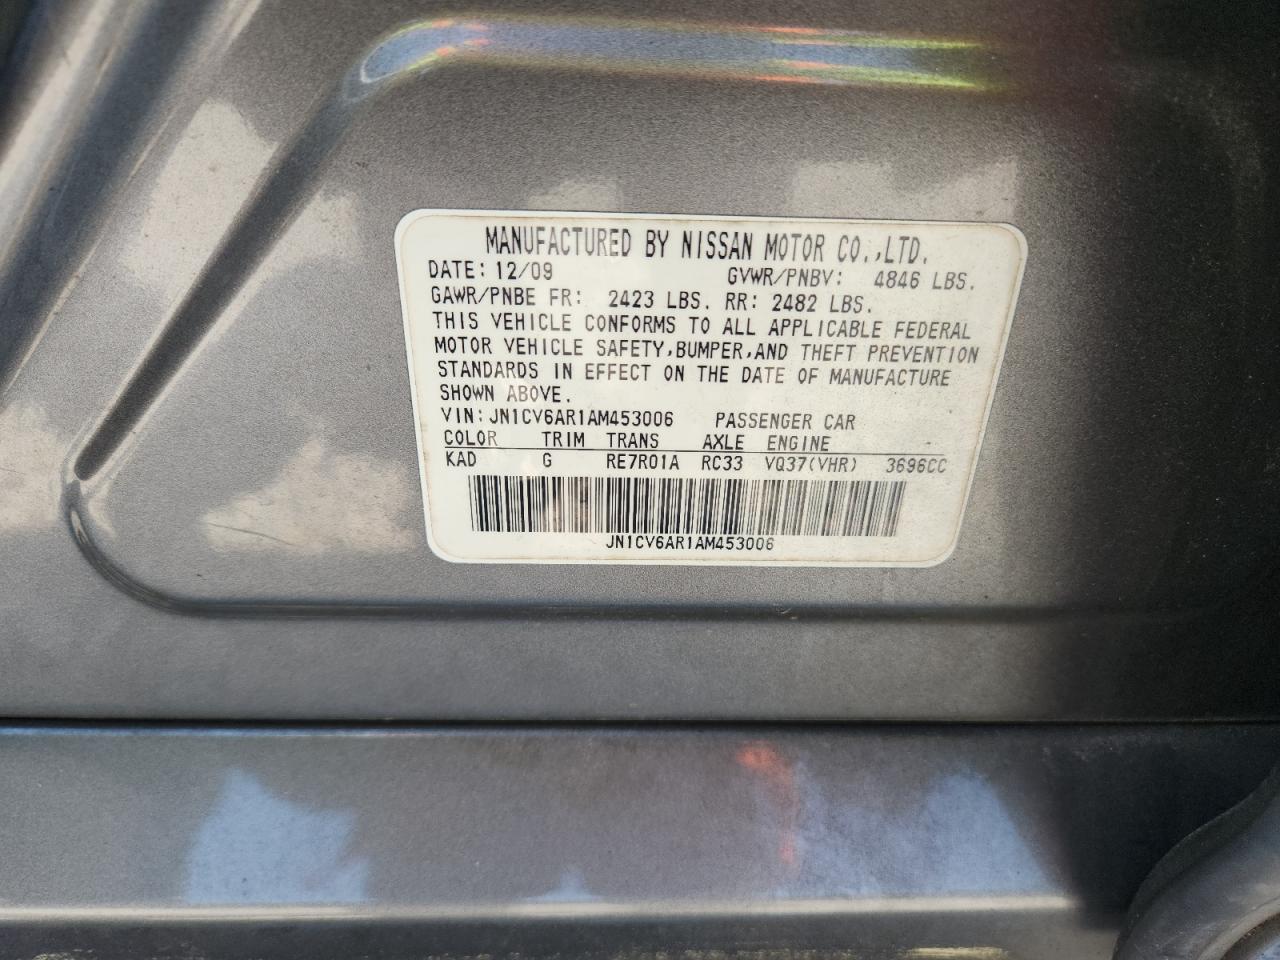 MANUFACTURED BY NISSAN MOTOR CO.,LTD.
DATE: 12/09 GVWR/PNBV: 4846 LBS.
GAWR/PNBE FR: 2423 LBS. RR: 2482 LBS.
THIS VEHICLE CONFORMS TO ALL APPLICABLE FEDERAL
MOTOR VEHICLE SAFETY,BUMPER,AND THEFT PREVENTION
STANDARDS IN EFFECT ON THE DATE OF MANUFACTURE
SHOWN ABOVE.
VIN: JN1CV6AR1AM453006 PASSENGER CAR
COLOR TRIM TRANS AXLE ENGINE
KAD G RE7R01A RC33 VQ37(VHR) 3696CC
JN1CV6AR1AM453006